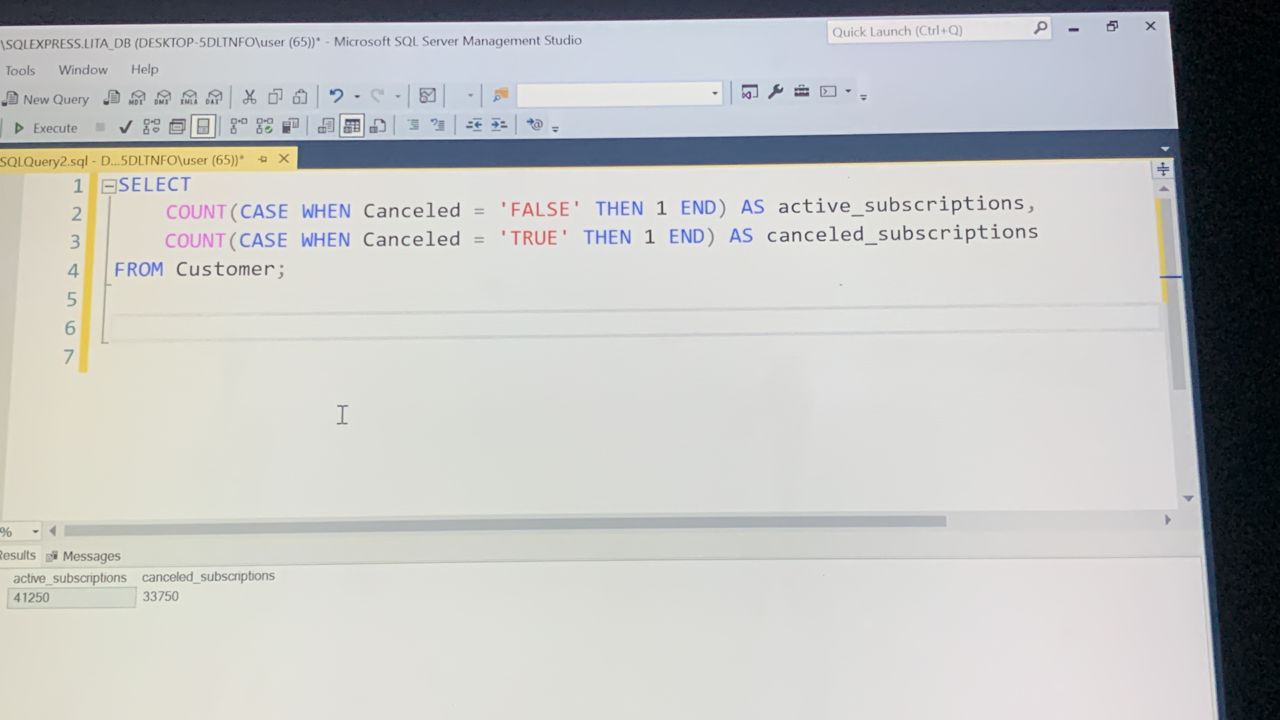 \SQLEXPRESS.LITA_DB (DESKTOP-5DLTNFO\user (65))* - Microsoft SQL Server Management Studio
Quick Launch (Ctrl+Q)
Tools Window Help
New Query
Execute
SQLQuery2.sql - D...5DLTNFO\user (65))*
1 SELECT
2 COUNT(CASE WHEN Canceled = 'FALSE' THEN 1 END) AS active_subscriptions,
3 COUNT(CASE WHEN Canceled = 'TRUE' THEN 1 END) AS canceled_subscriptions
4 FROM Customer;
5
6
7
%
Results Messages
active_subscriptions canceled_subscriptions
41250 33750